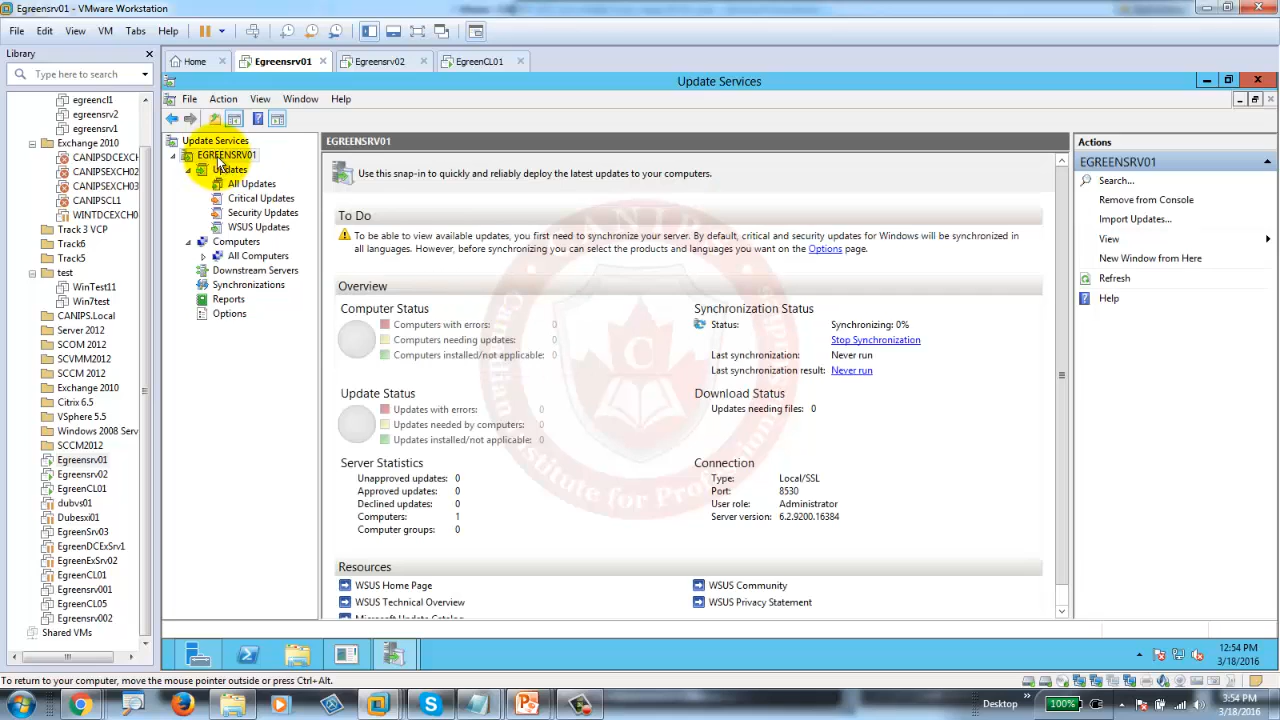 Egreensrv01 - VMware Workstation
File Edit View VM Tabs Help
Library
Type here to search
Home
Egreensrv01
Egreensrv02
EgreenCL01
egreencl1
egreensrv2
egreensrv1
Exchange 2010
CANIPSDCEXCH
CANIPSEXCH02
CANIPSEXCH03
CANIPSCL1
WINTDCEXCH0
Track 3 VCP
Track6
Track5
test
WinTest11
Win7test
CANIPS.Local
Server 2012
SCOM 2012
SCVMM2012
SCCM 2012
Exchange 2010
Citrix 6.5
VSphere 5.5
Windows 2008 Serv
SCCM2012
Egreensrv01
Egreensrv02
EgreenCL01
dubvs01
Dubesxi01
EgreenSrv03
EgreenDCExSrv1
EgreenExSrv02
EgreenCL01
Egreensrv001
EgreenCL05
Egreensrv002
Shared VMs
Update Services
File Action View Window Help
Update Services
EGREENSRV01
Updates
All Updates
Critical Updates
Security Updates
WSUS Updates
Computers
All Computers
Downstream Servers
Synchronizations
Reports
Options
EGREENSRV01
Use this snap-in to quickly and reliably deploy the latest updates to your computers.
To Do
To be able to view available updates, you first need to synchronize your server. By default, critical and security updates for Windows will be synchronized in
all languages. However, before synchronizing you can select the products and languages you want on the Options page.
Overview
Computer Status
Computers with errors: 0
Computers needing updates: 0
Computers installed/not applicable: 0
Synchronization Status
Status: Synchronizing: 0%
Stop Synchronization
Last synchronization: Never run
Last synchronization result: Never run
Update Status
Updates with errors: 0
Updates needed by computers: 0
Updates installed/not applicable: 0
Download Status
Updates needing files: 0
Server Statistics
Unapproved updates: 0
Approved updates: 0
Declined updates: 0
Computers: 1
Computer groups: 0
Connection
Type: Local/SSL
Port: 8530
User role: Administrator
Server version: 6.2.9200.16384
Resources
WSUS Home Page
WSUS Community
WSUS Technical Overview
WSUS Privacy Statement
Microsoft Update Catalog
Actions
EGREENSRV01
Search...
Remove from Console
Import Updates...
View
New Window from Here
Refresh
Help
12:54 PM
3/18/2016
To return to your computer, move the mouse pointer outside or press Ctrl+Alt.
Desktop
100%
3:54 PM
3/18/2016